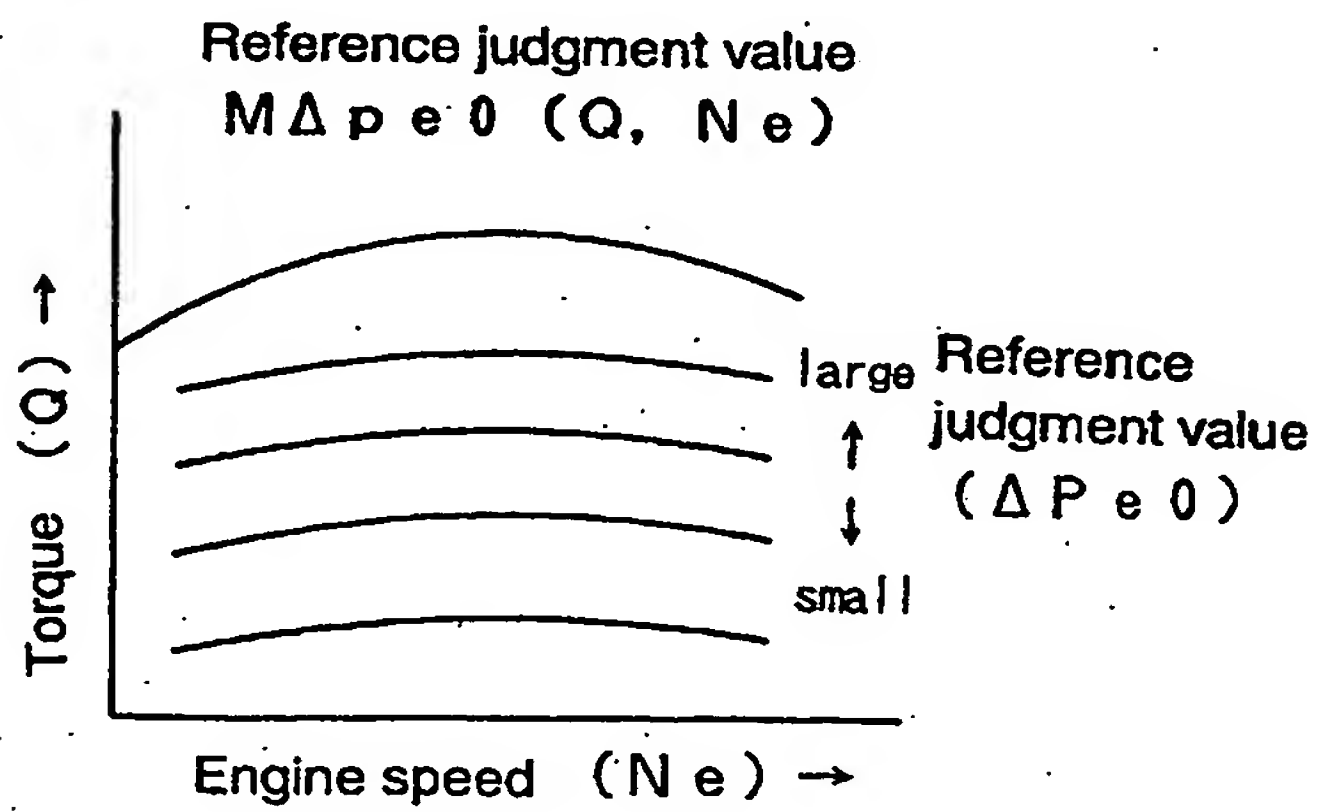 Reference judgment value
MΔpe0 (Q, Ne)
Torque (Q) →
large
small
Reference
judgment value
(ΔPe0)
Engine speed (Ne) →